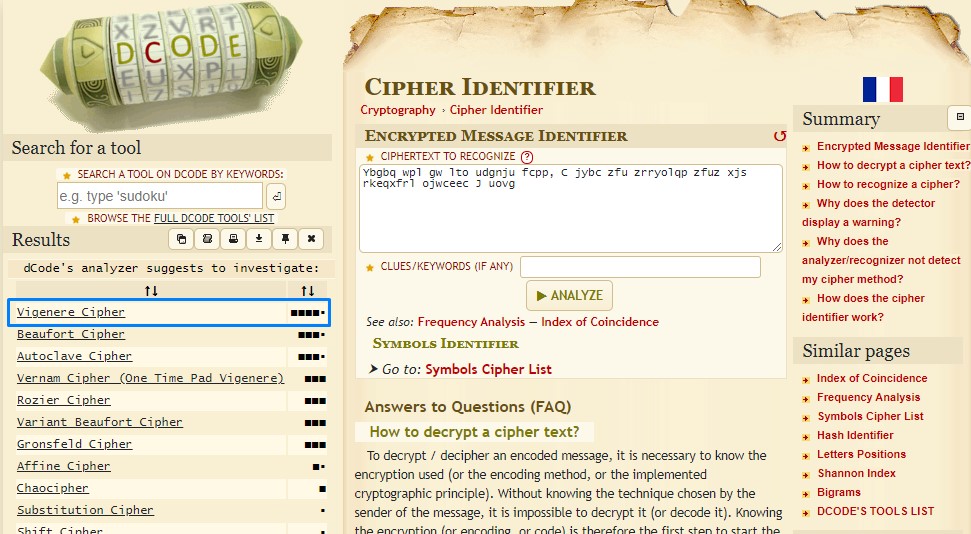 X Z V R T
D C O D E
E U X P L
Search for a tool
★ SEARCH A TOOL ON DCODE BY KEYWORDS:
e.g. type 'sudoku'
★ BROWSE THE FULL DCODE TOOLS' LIST
Results
dCode's analyzer suggests to investigate:
↑↓ ↑↓
Vigenere Cipher ■■■■▪
Beaufort Cipher ■■■▪
Autoclave Cipher ■■■▪
Vernam Cipher (One Time Pad Vigenere) ■■■
Rozier Cipher ■■■
Variant Beaufort Cipher ■■■
Gronsfeld Cipher ■■■
Affine Cipher ■▪
Chaocipher ■
Substitution Cipher ▪
Shift Cipher
CIPHER IDENTIFIER
Cryptography › Cipher Identifier
ENCRYPTED MESSAGE IDENTIFIER
★ CIPHERTEXT TO RECOGNIZE ?
Ybgbq wpl gw lto udgnju fcpp, C jybc zfu zrryolqp zfuz xjs
rkeqxfrl ojwceec J uovg
★ CLUES/KEYWORDS (IF ANY)
▶ ANALYZE
See also: Frequency Analysis — Index of Coincidence
SYMBOLS IDENTIFIER
➤ Go to: Symbols Cipher List
Answers to Questions (FAQ)
How to decrypt a cipher text?
To decrypt / decipher an encoded message, it is necessary to know the
encryption used (or the encoding method, or the implemented
cryptographic principle). Without knowing the technique chosen by the
sender of the message, it is impossible to decrypt it (or decode it). Knowing
the encryption (or encoding, or code) is therefore the first step to start the
Summary
Encrypted Message Identifier
How to decrypt a cipher text?
How to recognize a cipher?
Why does the detector
display a warning?
Why does the
analyzer/recognizer not detect
my cipher method?
How does the cipher
identifier work?
Similar pages
Index of Coincidence
Frequency Analysis
Symbols Cipher List
Hash Identifier
Letters Positions
Shannon Index
Bigrams
DCODE'S TOOLS LIST